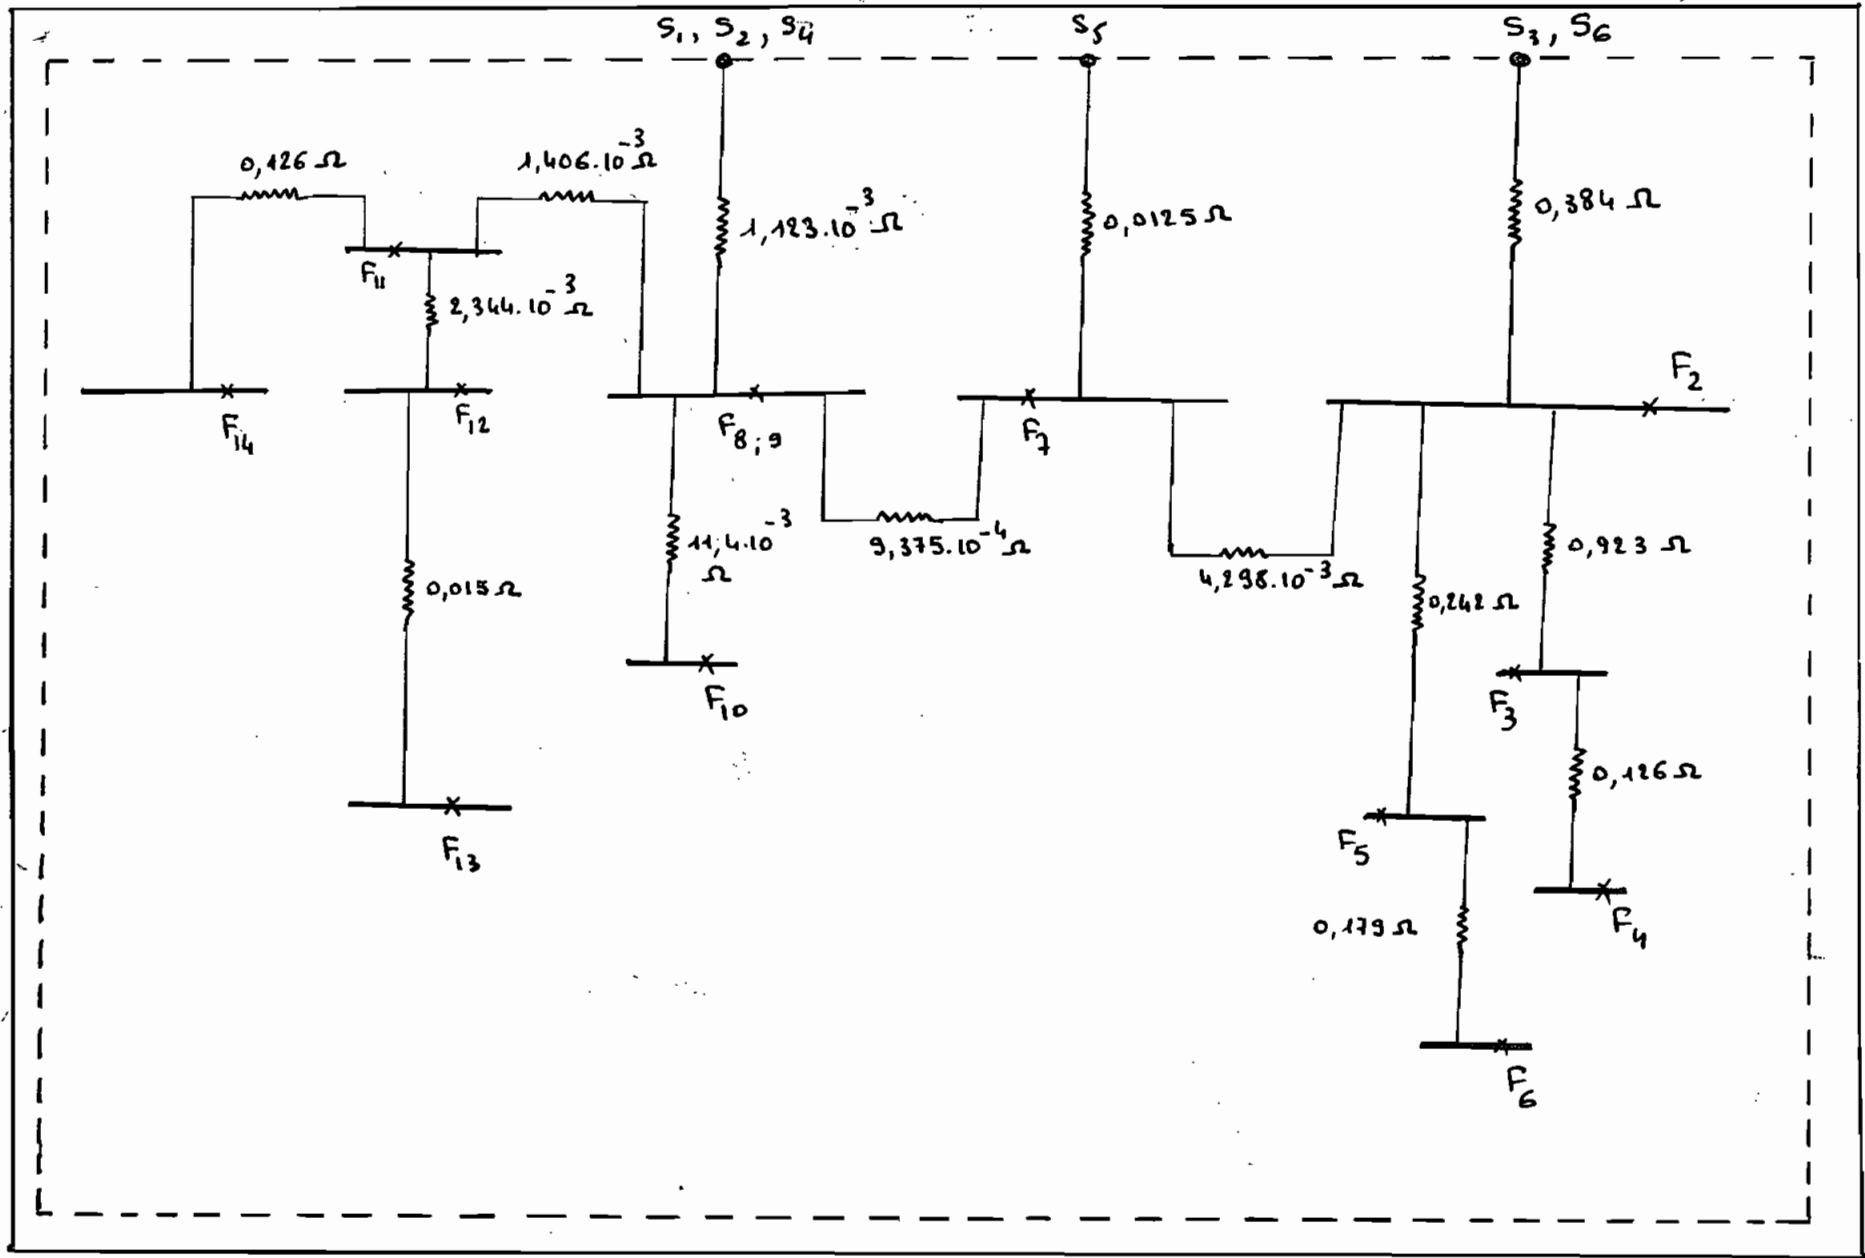 S₁, S₂, S₄
S₅
S₃, S₆
0,126 Ω
1,406.10⁻³ Ω
1,123.10⁻³ Ω
0,0125 Ω
0,384 Ω
F₁₁
2,344.10⁻³ Ω
F₂
F₁₄
F₁₂
F₈;₉
F₇
11,4.10⁻³
Ω
9,375.10⁻⁴ Ω
4,298.10⁻³ Ω
0,923 Ω
0,015 Ω
0,242 Ω
F₁₀
F₃
0,126 Ω
F₁₃
F₅
0,179 Ω
F₄
F₆